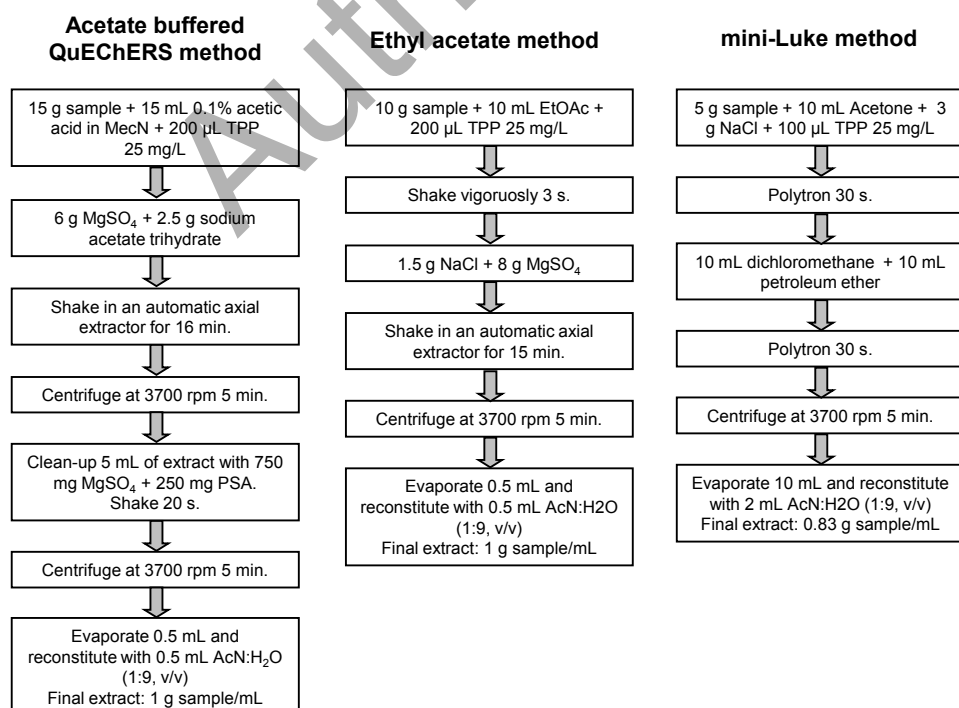 Acetate buffered
QuEChERS method
15 g sample + 15 mL 0.1% acetic
acid in MecN + 200 µL TPP
25 mg/L
6 g MgSO₄ + 2.5 g sodium
acetate trihydrate
Shake in an automatic axial
extractor for 16 min.
Centrifuge at 3700 rpm 5 min.
Clean-up 5 mL of extract with 750
mg MgSO₄ + 250 mg PSA.
Shake 20 s.
Centrifuge at 3700 rpm 5 min.
Evaporate 0.5 mL and
reconstitute with 0.5 mL AcN:H₂O
(1:9, v/v)
Final extract: 1 g sample/mL
Ethyl acetate method
10 g sample + 10 mL EtOAc +
200 µL TPP 25 mg/L
Shake vigoruosly 3 s.
1.5 g NaCl + 8 g MgSO₄
Shake in an automatic axial
extractor for 15 min.
Centrifuge at 3700 rpm 5 min.
Evaporate 0.5 mL and
reconstitute with 0.5 mL AcN:H2O
(1:9, v/v)
Final extract: 1 g sample/mL
mini-Luke method
5 g sample + 10 mL Acetone + 3
g NaCl + 100 µL TPP 25 mg/L
Polytron 30 s.
10 mL dichloromethane + 10 mL
petroleum ether
Polytron 30 s.
Centrifuge at 3700 rpm 5 min.
Evaporate 10 mL and reconstitute
with 2 mL AcN:H2O (1:9, v/v)
Final extract: 0.83 g sample/mL